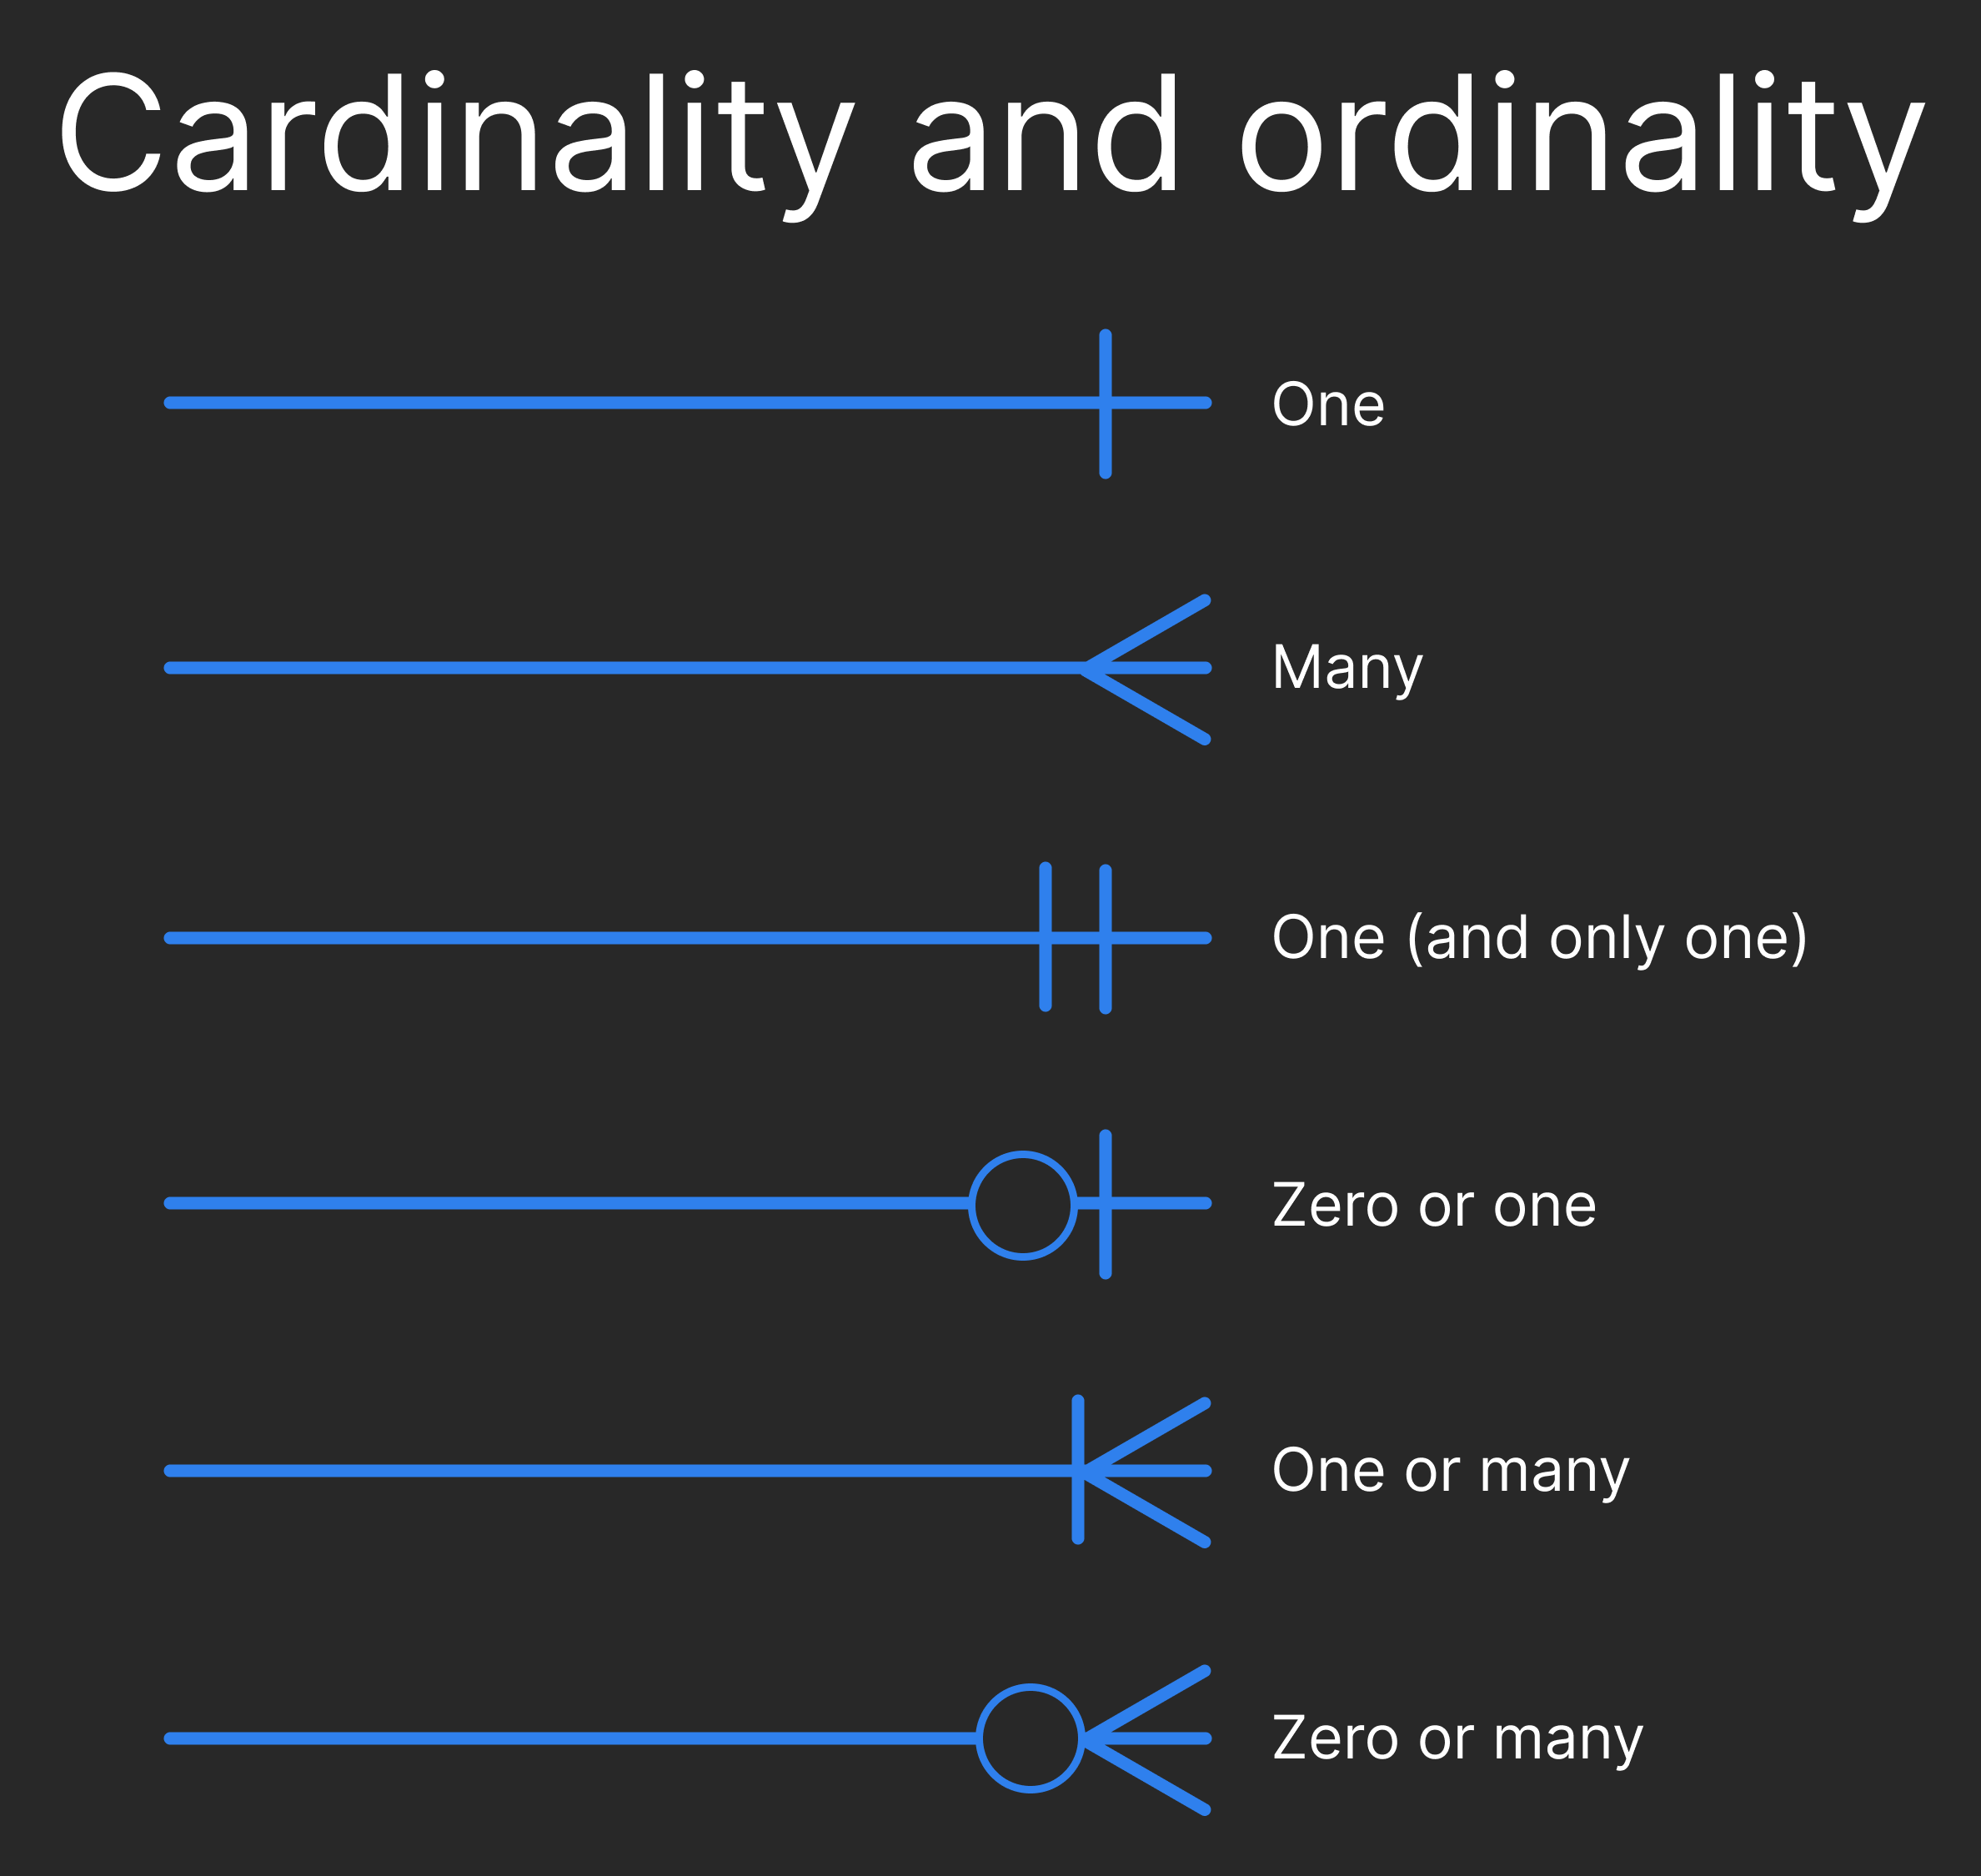 Cardinality and ordinality
One
Many
One (and only one)
Zero or one
One or many
Zero or many